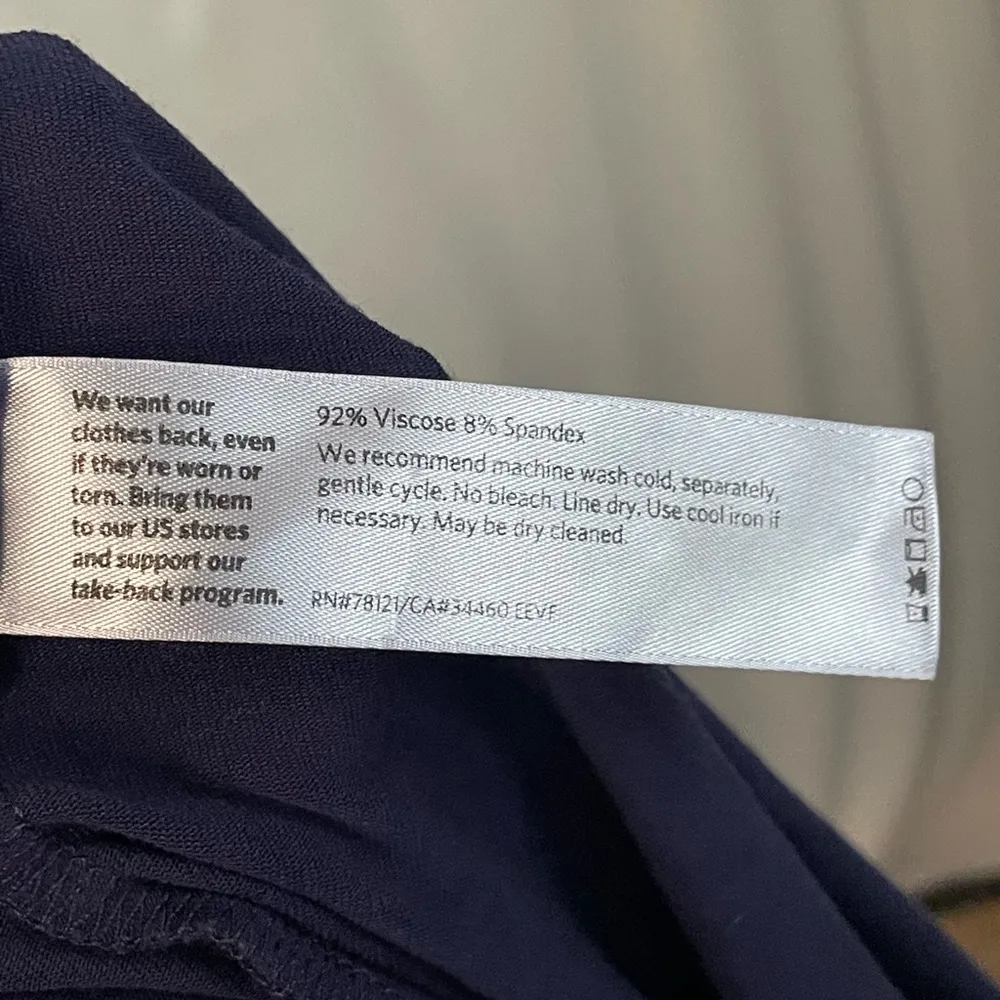 We want our
clothes back, even
if they're worn or
torn. Bring them
to our US stores
and support our
take-back program.
92% Viscose 8% Spandex
We recommend machine wash cold, separately,
gentle cycle. No bleach. Line dry. Use cool iron if
necessary. May be dry cleaned.
RN#78121/CA#34460 EEVF